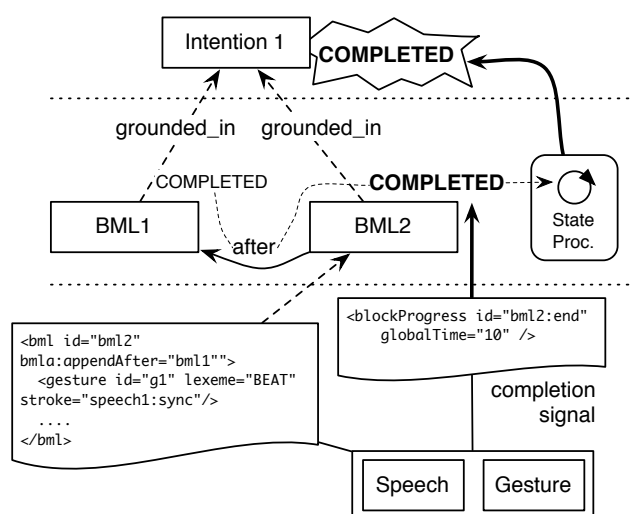 Intention 1
COMPLETED
grounded_in
grounded_in
COMPLETED
COMPLETED
BML1
after
BML2
State
Proc.
<bml id="bml2"
bmla:appendAfter="bml1"">
<gesture id="g1" lexeme="BEAT"
stroke="speech1:sync"/>
....
</bml>
<blockProgress id="bml2:end"
globalTime="10" />
completion
signal
Speech
Gesture